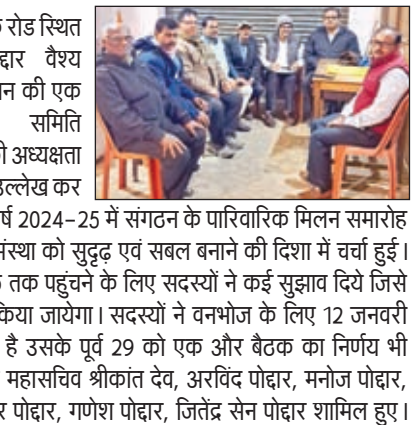 रोड स्थित
द्दार वैश्य
न की एक
समिति
अध्यक्षता
उल्लेख कर
र्ष 2024-25 में संगठन के पारिवारिक मिलन समारोह
संस्था को सुदृढ़ एवं सबल बनाने की दिशा में चर्चा हुई।
तक पहुंचने के लिए सदस्यों ने कई सुझाव दिये जिसे
किया जायेगा। सदस्यों ने वनभोज के लिए 12 जनवरी
है उसके पूर्व 29 को एक और बैठक का निर्णय भी
महासचिव श्रीकांत देव, अरविंद पोद्दार, मनोज पोद्दार,
र पोद्दार, गणेश पोद्दार, जितेंद्र सेन पोद्दार शामिल हुए।